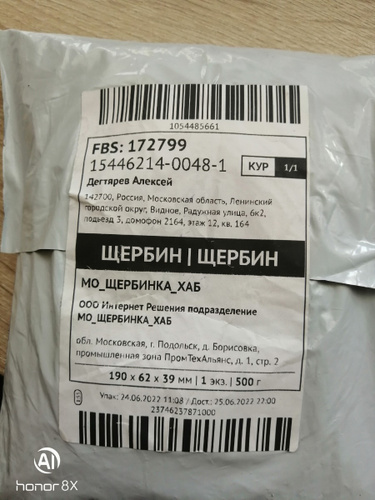 1054485661
FBS: 172799
15446214-0048-1
КУР 1/1
Дегтярев Алексей
142700, Россия, Московская область, Ленинский
городской округ, Видное, Радужная улица, 6к2,
подъезд 3, домофон 2164, этаж 12, кв. 164
ЩЕРБИН | ЩЕРБИН
МО_ЩЕРБИНКА_ХАБ
ООО Интернет Решения подразделение
МО_ЩЕРБИНКА_ХАБ
обл. Московская, г. Подольск, д. Борисовка,
промышленная зона ПромТехАльянс, д. 1, стр. 2
190 x 62 x 39 мм | 1 экз. | 500 г
Упак: 24.06.2022 11:08 / Дост: 25.06.2022 22:00
23746237871000
AI
honor 8X